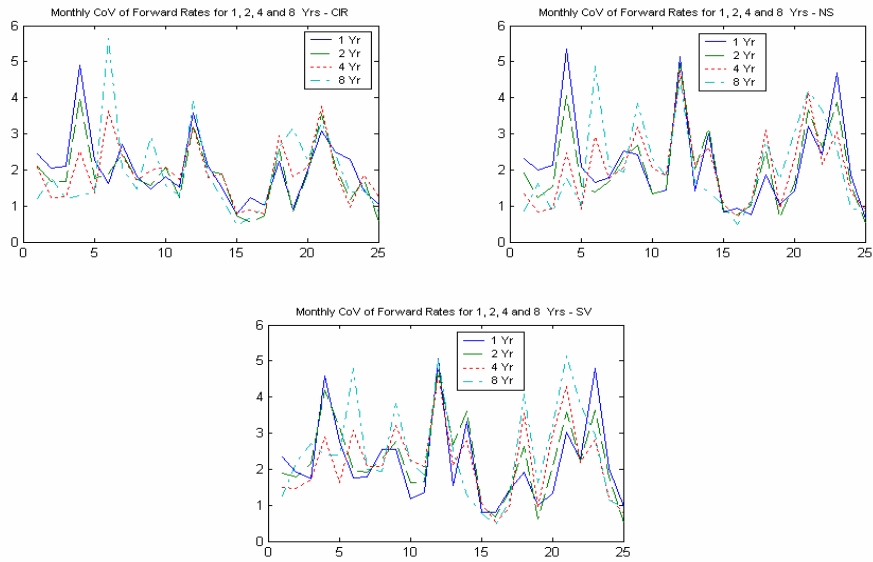 Monthly CoV of Forward Rates for 1, 2, 4 and 8 Yrs - CIR
6
5
4
3
2
1
0
0 5 10 15 20 25
1 Yr
2 Yr
4 Yr
8 Yr
Monthly CoV of Forward Rates for 1, 2, 4 and 8 Yrs - NS
6
5
4
3
2
1
0
0 5 10 15 20 25
1 Yr
2 Yr
4 Yr
8 Yr
Monthly CoV of Forward Rates for 1, 2, 4 and 8 Yrs - SV
6
5
4
3
2
1
0
0 5 10 15 20 25
1 Yr
2 Yr
4 Yr
8 Yr